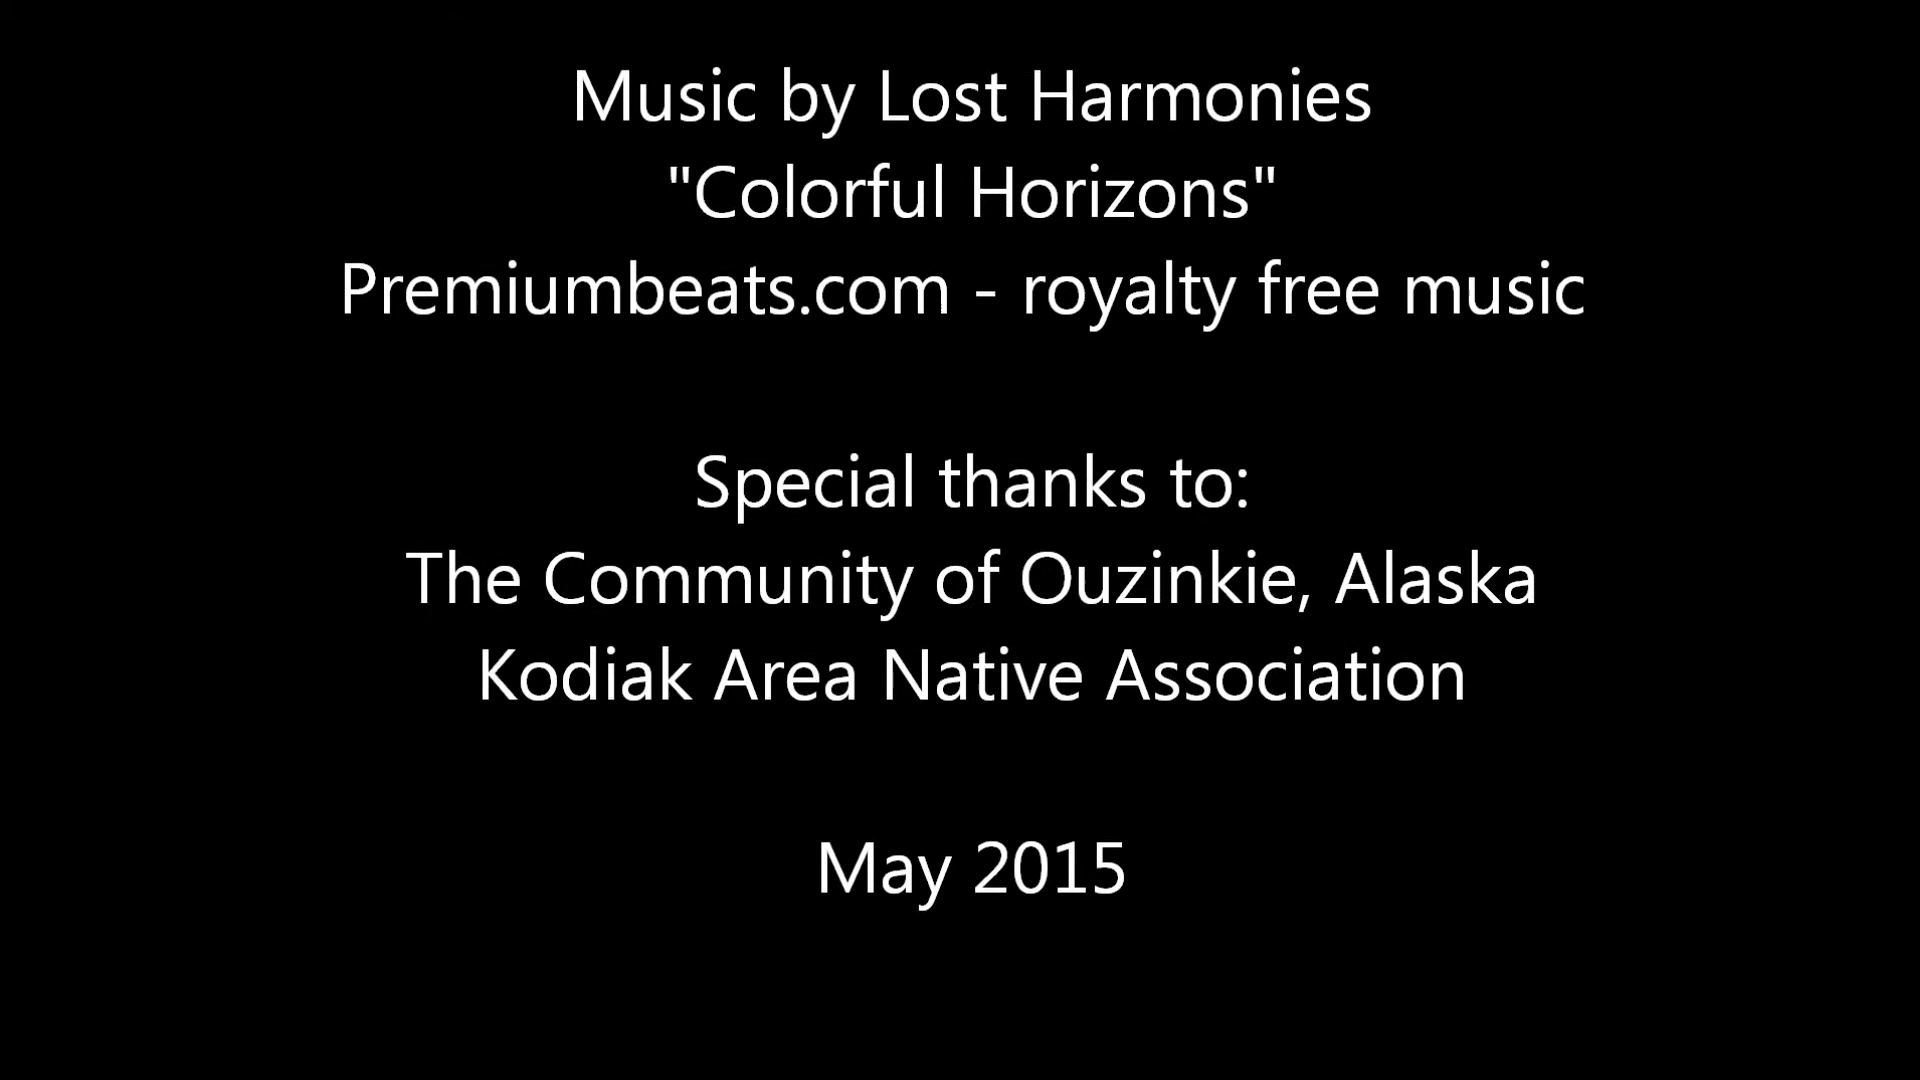 Music by Lost Harmonies
"Colorful Horizons"
Premiumbeats.com - royalty free music
Special thanks to:
The Community of Ouzinkie, Alaska
Kodiak Area Native Association
May 2015